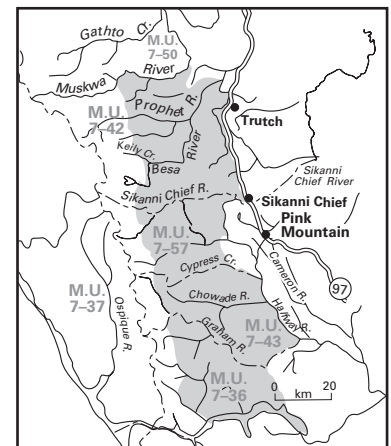 Gathto Cr.
M.U.
7–50
Muskwa River
M.U.
7–42
Prophet R.
Trutch
Keily Cr.
Besa River
Sikanni
Chief River
Sikanni Chief R.
Sikanni Chief
Pink
Mountain
M.U.
7–57
Cypress Cr.
Cameron R.
97
M.U.
7–37
Ospique R.
Chowade R.
Halfway R.
Graham R.
M.U.
7–43
M.U.
7–36
0 20
km